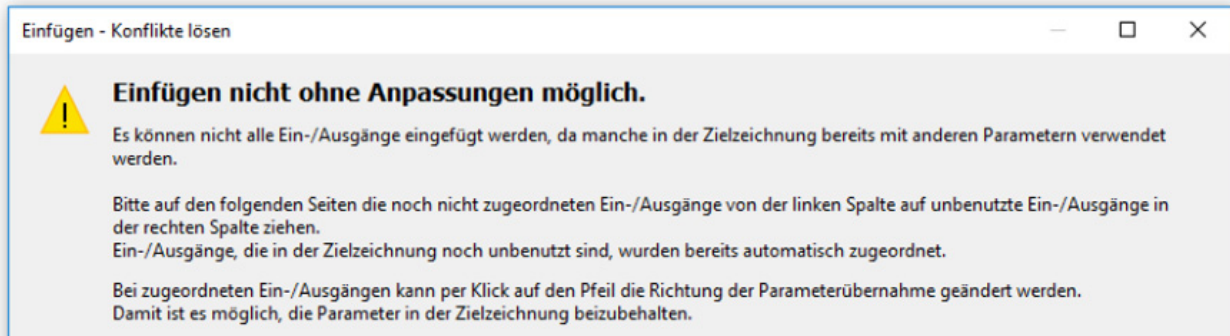 Einfügen - Konflikte lösen
Einfügen nicht ohne Anpassungen möglich.
Es können nicht alle Ein-/Ausgänge eingefügt werden, da manche in der Zielzeichnung bereits mit anderen Parametern verwendet
werden.
Bitte auf den folgenden Seiten die noch nicht zugeordneten Ein-/Ausgänge von der linken Spalte auf unbenutzte Ein-/Ausgänge in
der rechten Spalte ziehen.
Ein-/Ausgänge, die in der Zielzeichnung noch unbenutzt sind, wurden bereits automatisch zugeordnet.
Bei zugeordneten Ein-/Ausgängen kann per Klick auf den Pfeil die Richtung der Parameterübernahme geändert werden.
Damit ist es möglich, die Parameter in der Zielzeichnung beizubehalten.